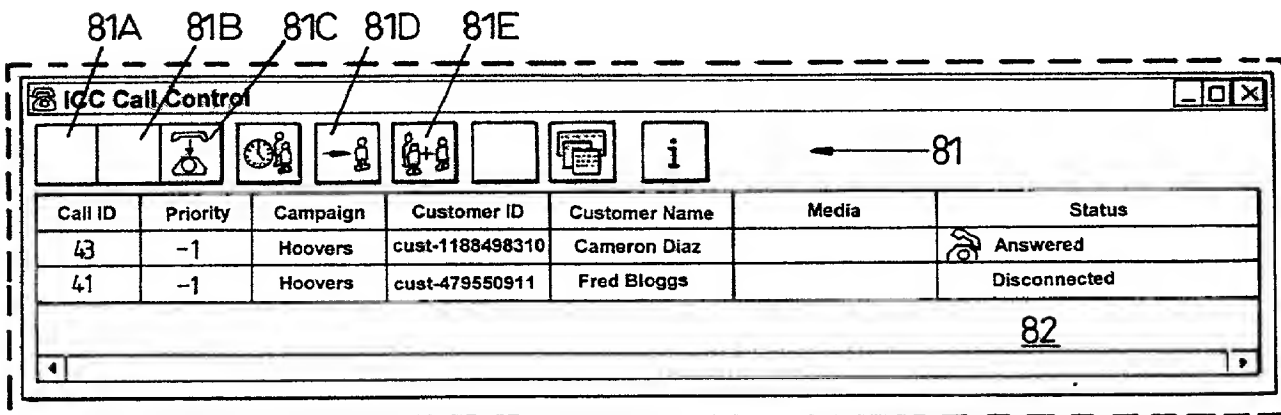 81A 81B 81C 81D 81E
ICC Call Control
i
81
Call ID Priority Campaign Customer ID Customer Name Media Status
43 -1 Hoovers cust-1188498310 Cameron Diaz Answered
41 -1 Hoovers cust-479550911 Fred Bloggs Disconnected
82